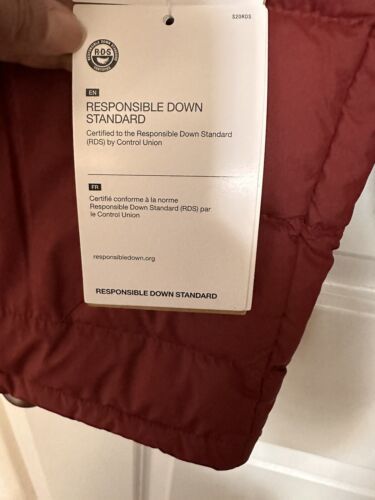 S20RDS
RDS
EN
RESPONSIBLE DOWN
STANDARD
Certified to the Responsible Down Standard
(RDS) by Control Union
FR
Certifié conforme à la norme
Responsible Down Standard (RDS) par
le Control Union
responsibledown.org
RESPONSIBLE DOWN STANDARD